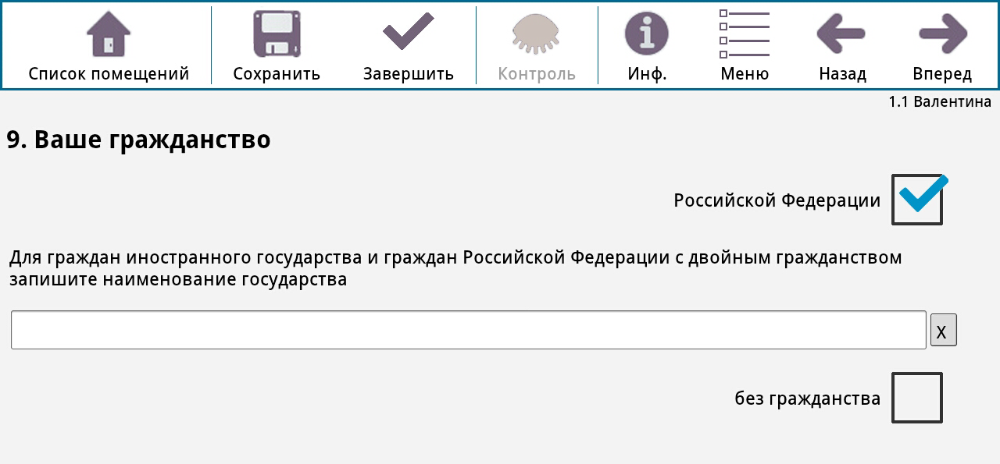 Список помещений
Сохранить
Завершить
Контроль
Инф.
Меню
Назад
Вперед
1.1 Валентина
9. Ваше гражданство
Российской Федерации
Для граждан иностранного государства и граждан Российской Федерации с двойным гражданством
запишите наименование государства
X
без гражданства